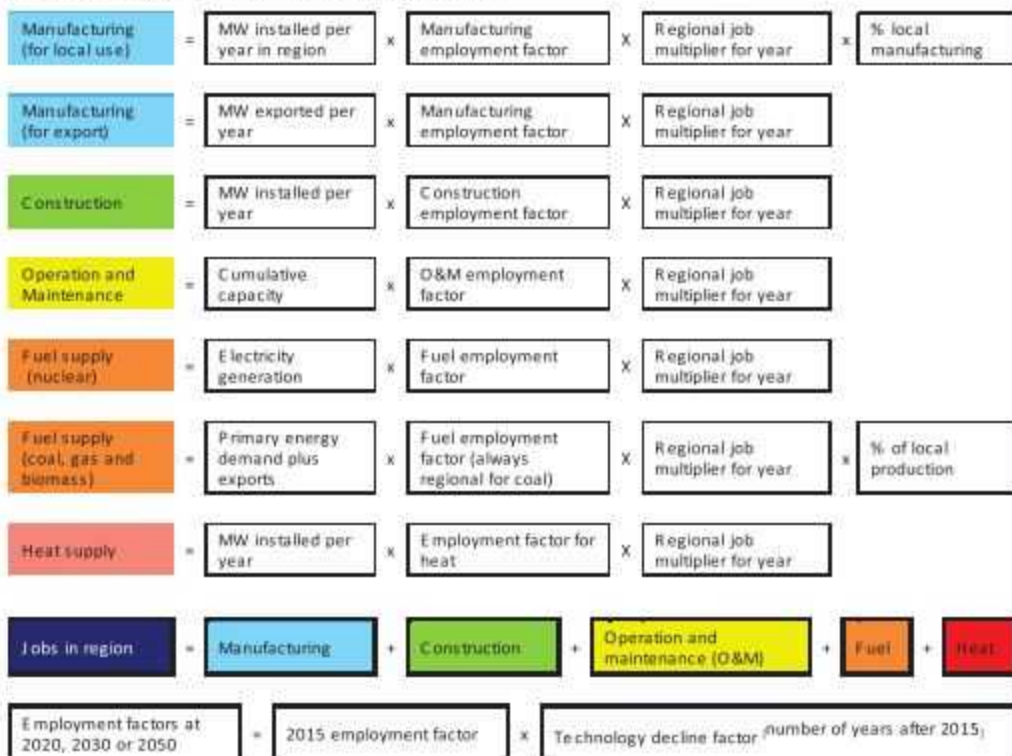 Manufacturing
(for local use)
=
MW installed per
year in region
x
Manufacturing
employment factor
X
Regional job
multiplier for year
x
% local
manufacturing
Manufacturing
(for export)
=
MW exported per
year
x
Manufacturing
employment factor
X
Regional job
multiplier for year
Construction
=
MW installed per
year
x
Construction
employment factor
X
Regional job
multiplier for year
Operation and
Maintenance
=
Cumulative
capacity
x
O&M employment
factor
X
Regional job
multiplier for year
Fuel supply
(nuclear)
=
Electricity
generation
x
Fuel employment
factor
X
Regional job
multiplier for year
Fuel supply
(coal, gas and
biomass)
=
Primary energy
demand plus
exports
x
Fuel employment
factor (always
regional for coal)
X
Regional job
multiplier for year
x
% of local
production
Heat supply
=
MW installed per
year
x
Employment factor for
heat
X
Regional job
multiplier for year
Jobs in region
=
Manufacturing
+
Construction
+
Operation and
maintenance (O&M)
+
Fuel
+
Heat
Employment factors at
2020, 2030 or 2050
=
2015 employment factor
x
Technology decline factor (number of years after 2015)